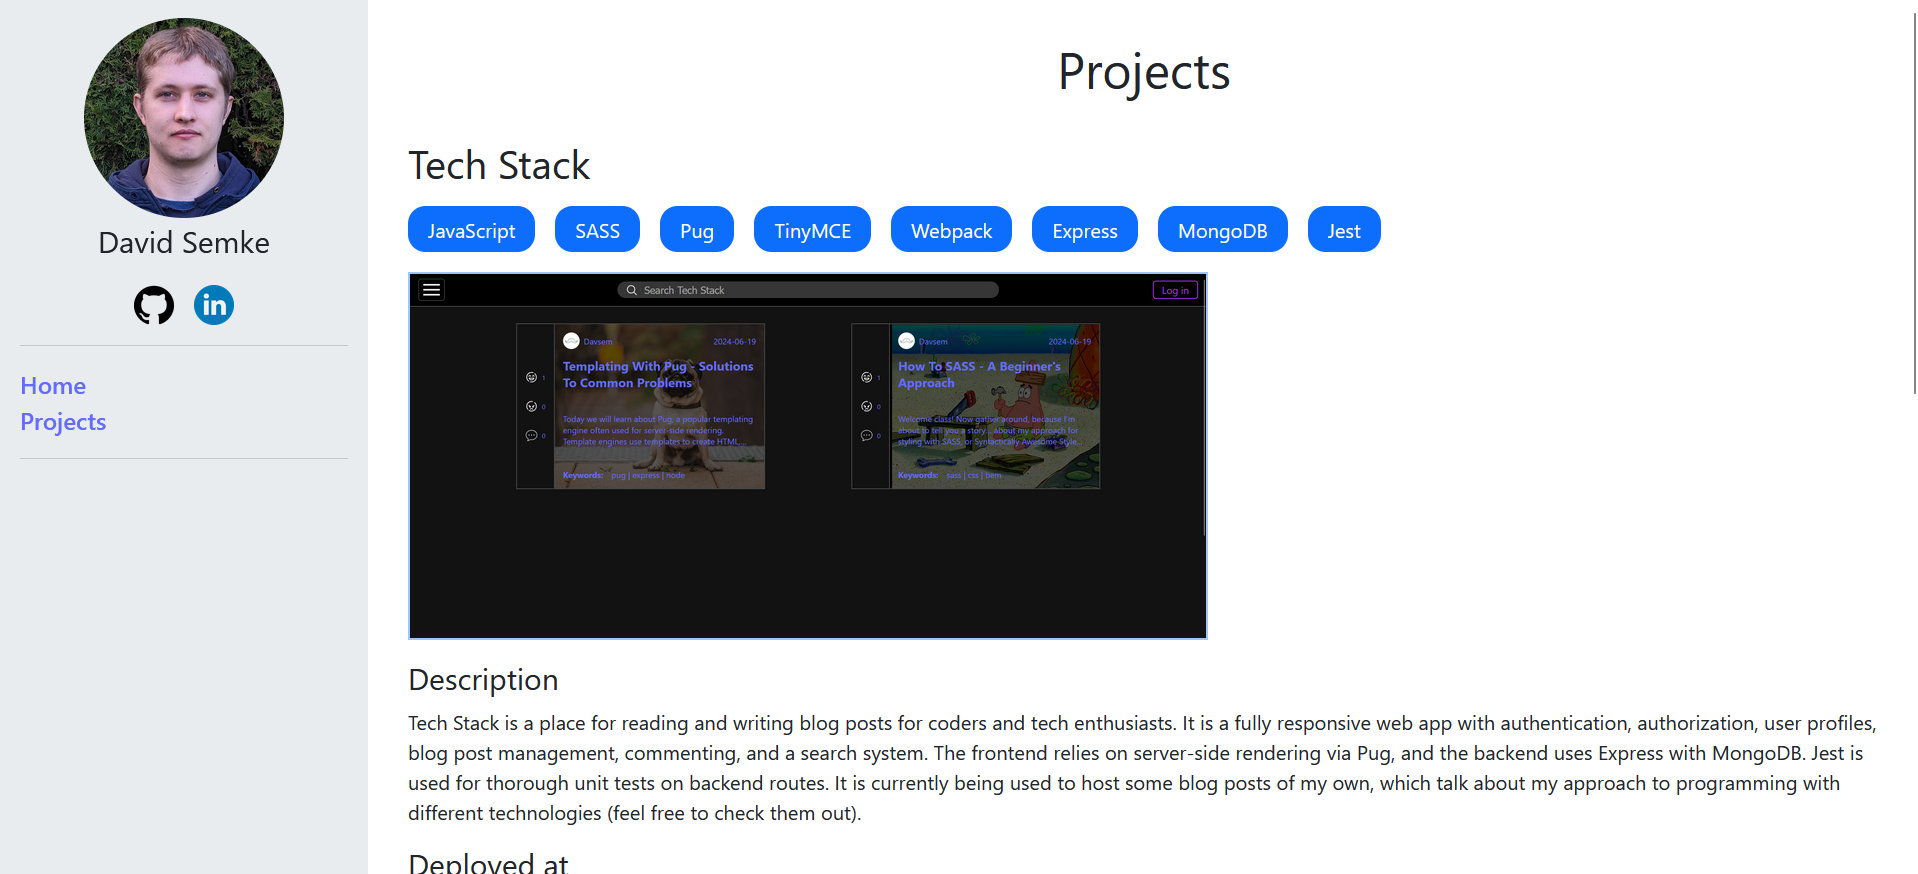 David Semke
in
Home
Projects
Projects
Tech Stack
JavaScript SASS Pug TinyMCE Webpack Express MongoDB Jest
Search Tech Stack
Log in
Davsem 2024-06-19
Templating With Pug - Solutions
To Common Problems
1
0
0
Today we will learn about Pug, a popular templating
engine often used for server-side rendering.
Template engines use templates to create HTML...
Keywords: pug | express | node
Davsem 2024-06-19
How To SASS - A Beginner's
Approach
1
0
0
Welcome class! Now gather around, because I'm
about to tell you a story... about my approach for
styling with SASS, or Syntactically Awesome Style...
Keywords: sass | css | bem
Description
Tech Stack is a place for reading and writing blog posts for coders and tech enthusiasts. It is a fully responsive web app with authentication, authorization, user profiles,
blog post management, commenting, and a search system. The frontend relies on server-side rendering via Pug, and the backend uses Express with MongoDB. Jest is
used for thorough unit tests on backend routes. It is currently being used to host some blog posts of my own, which talk about my approach to programming with
different technologies (feel free to check them out).
Deployed at